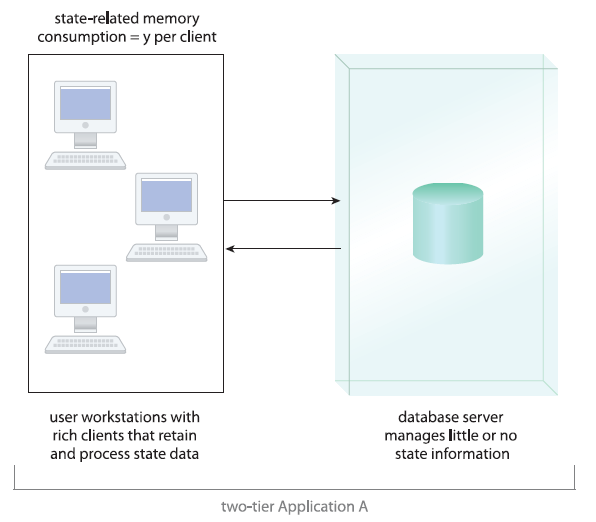 state-related memory
consumption = y per client
user workstations with
rich clients that retain
and process state data
database server
manages little or no
state information
two-tier Application A